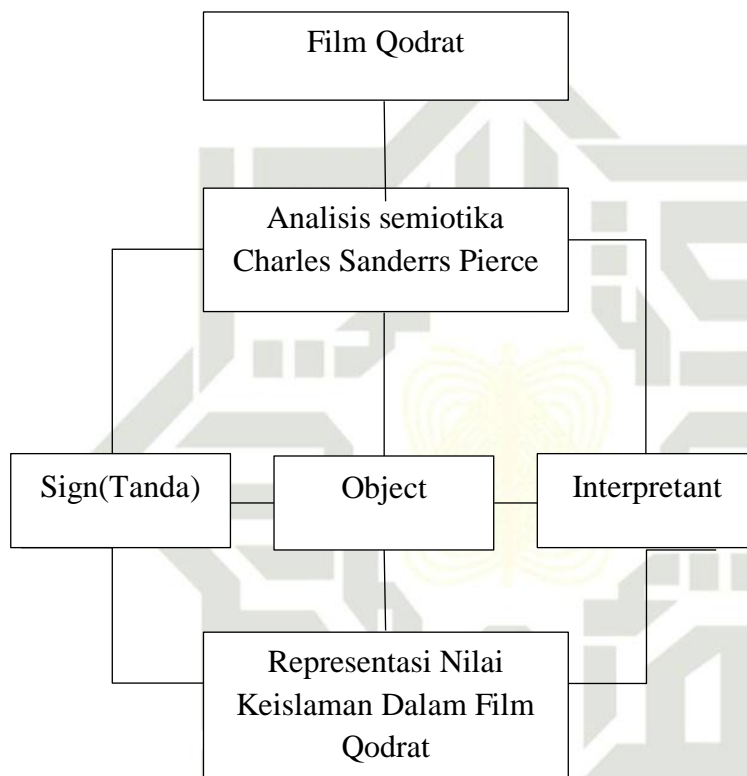 Film Qodrat
Analisis semiotika
Charles Sanderrs Pierce
Sign(Tanda)
Object
Interpretant
Representasi Nilai
Keislaman Dalam Film
Qodrat